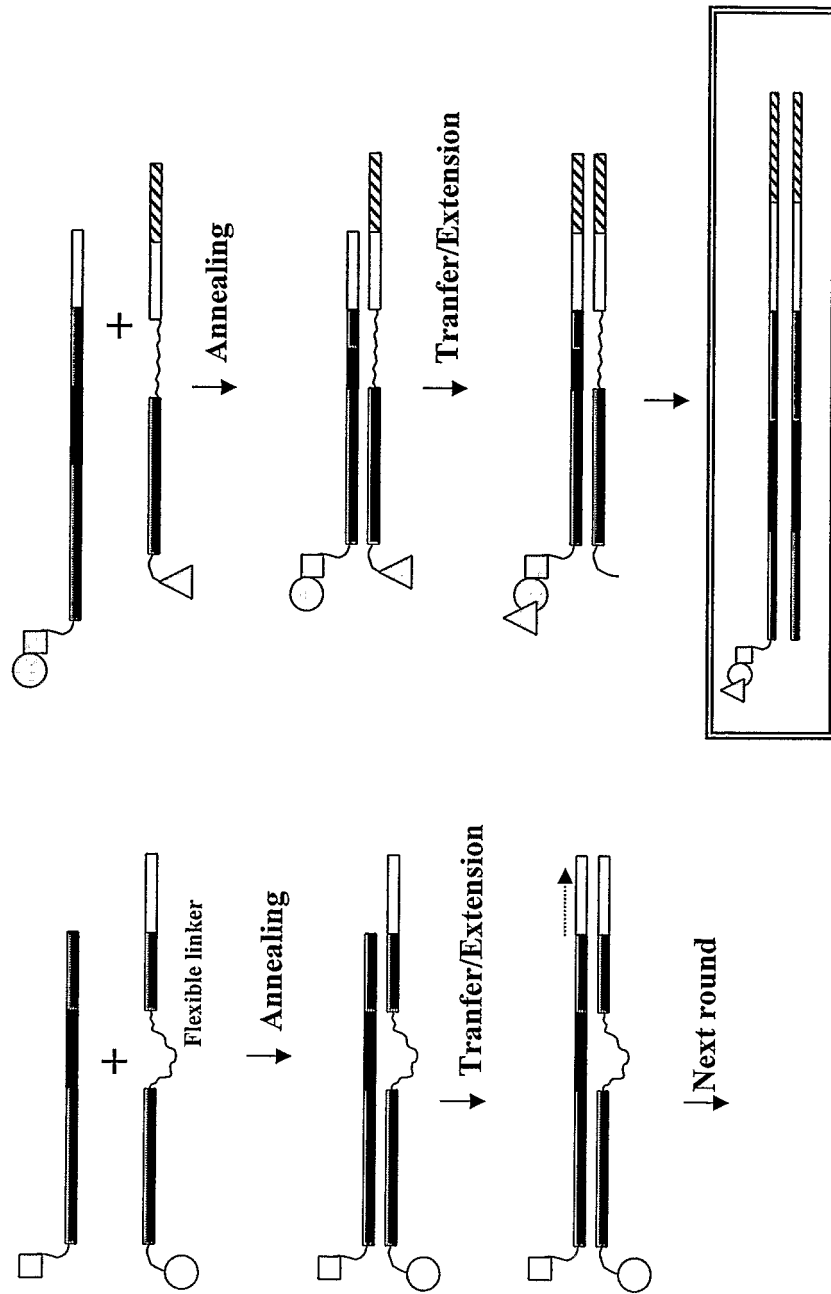 +
Flexible linker
Annealing
Tranfer/Extension
Next round
+
Annealing
Tranfer/Extension